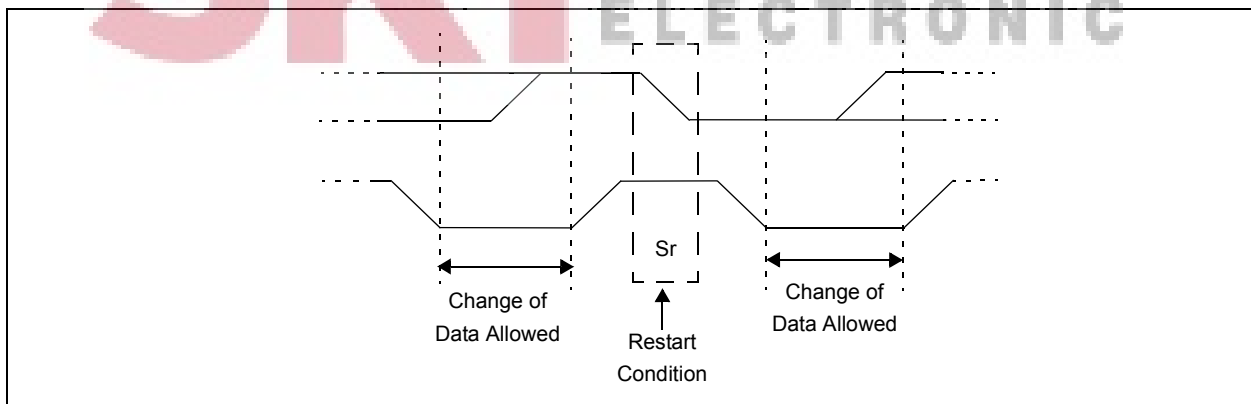 ELECTRONIC
Sr
Change of
Data Allowed
Restart
Condition
Change of
Data Allowed